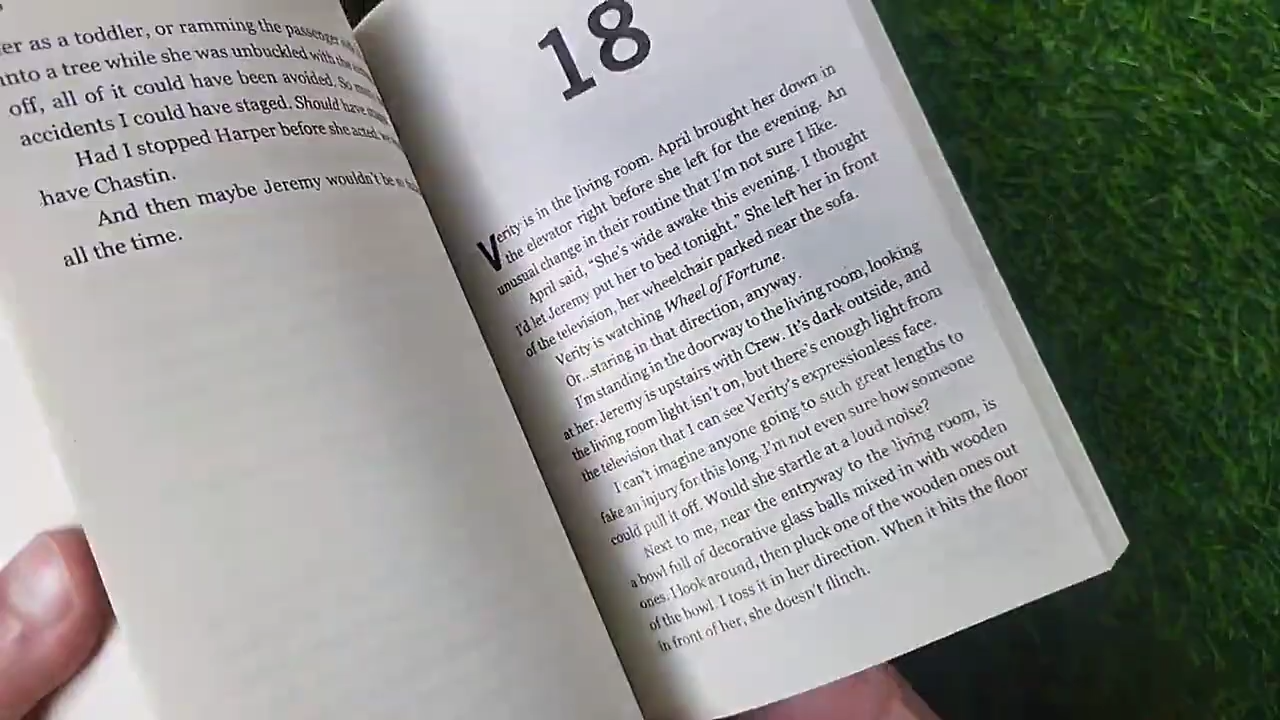 er as a toddler, or ramming the passenger
into a tree while she was unbuckled with the
off, all of it could have been avoided. So
accidents I could have staged. Should have
Had I stopped Harper before she acted,
have Chastin.
And then maybe Jeremy wouldn't be so
all the time.
18
Verity is in the living room. April brought her down in
the elevator right before she left for the evening. An
unusual change in their routine that I'm not sure I like.
April said, “She's wide awake this evening. I thought
I'd let Jeremy put her to bed tonight.” She left her in front
of the television, her wheelchair parked near the sofa.
Verity is watching Wheel of Fortune.
Or...staring in that direction, anyway.
I'm standing in the doorway to the living room, looking
at her. Jeremy is upstairs with Crew. It's dark outside, and
the living room light isn't on, but there's enough light from
the television that I can see Verity's expressionless face.
I can't imagine anyone going to such great lengths to
fake an injury for this long. I'm not even sure how someone
could pull it off. Would she startle at a loud noise?
Next to me, near the entryway to the living room, is
a bowl full of decorative glass balls mixed in with wooden
ones. I look around, then pluck one of the wooden ones out
of the bowl. I toss it in her direction. When it hits the floor
in front of her, she doesn't flinch.